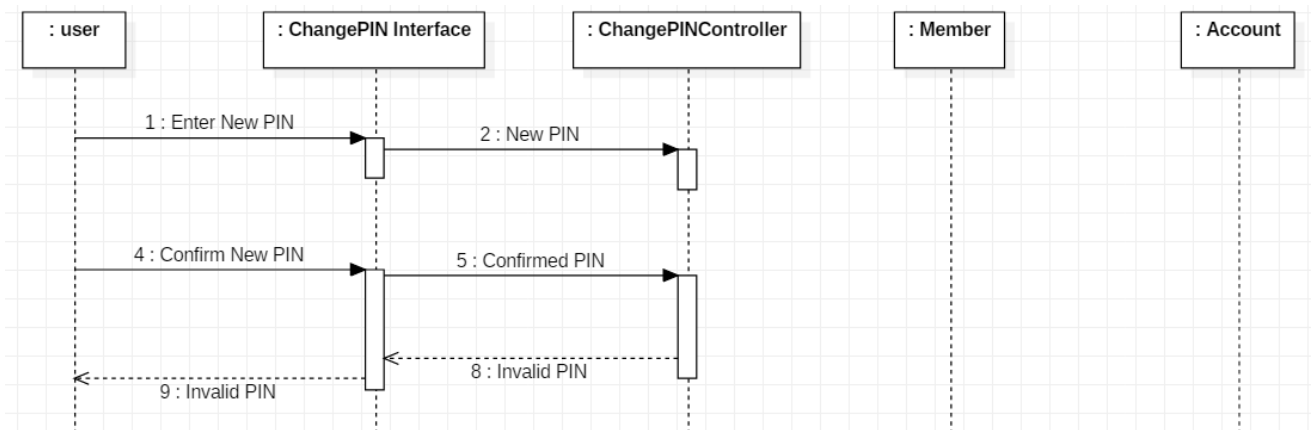 : user
: ChangePIN Interface
: ChangePINController
: Member
: Account
1 : Enter New PIN
2 : New PIN
4 : Confirm New PIN
5 : Confirmed PIN
8 : Invalid PIN
9 : Invalid PIN